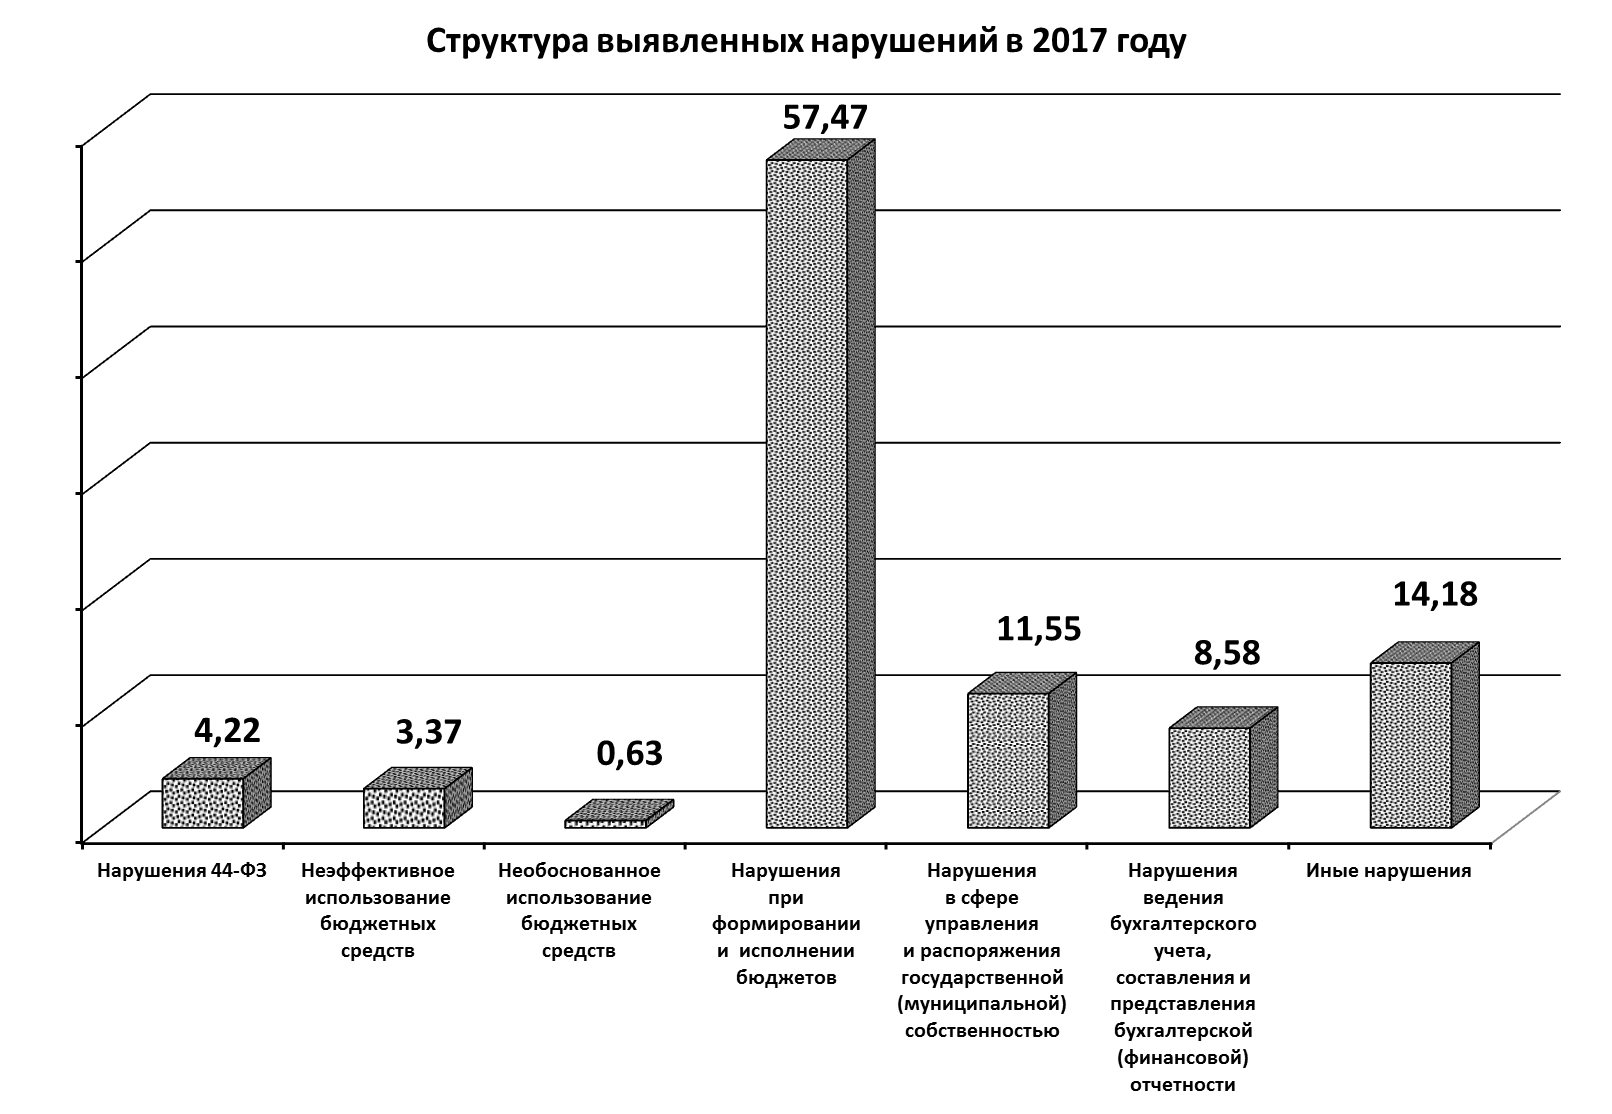 Структура выявленных нарушений в 2017 году
57,47
14,18
11,55
8,58
4,22
3,37
0,63
Нарушения 44-ФЗ
Неэффективное
использование
бюджетных
средств
Необоснованное
использование
бюджетных
средств
Нарушения
при
формировании
и исполнении
бюджетов
Нарушения
в сфере
управления
и распоряжения
государственной
(муниципальной)
собственностью
Нарушения
ведения
бухгалтерского
учета,
составления и
представления
бухгалтерской
(финансовой)
отчетности
Иные нарушения